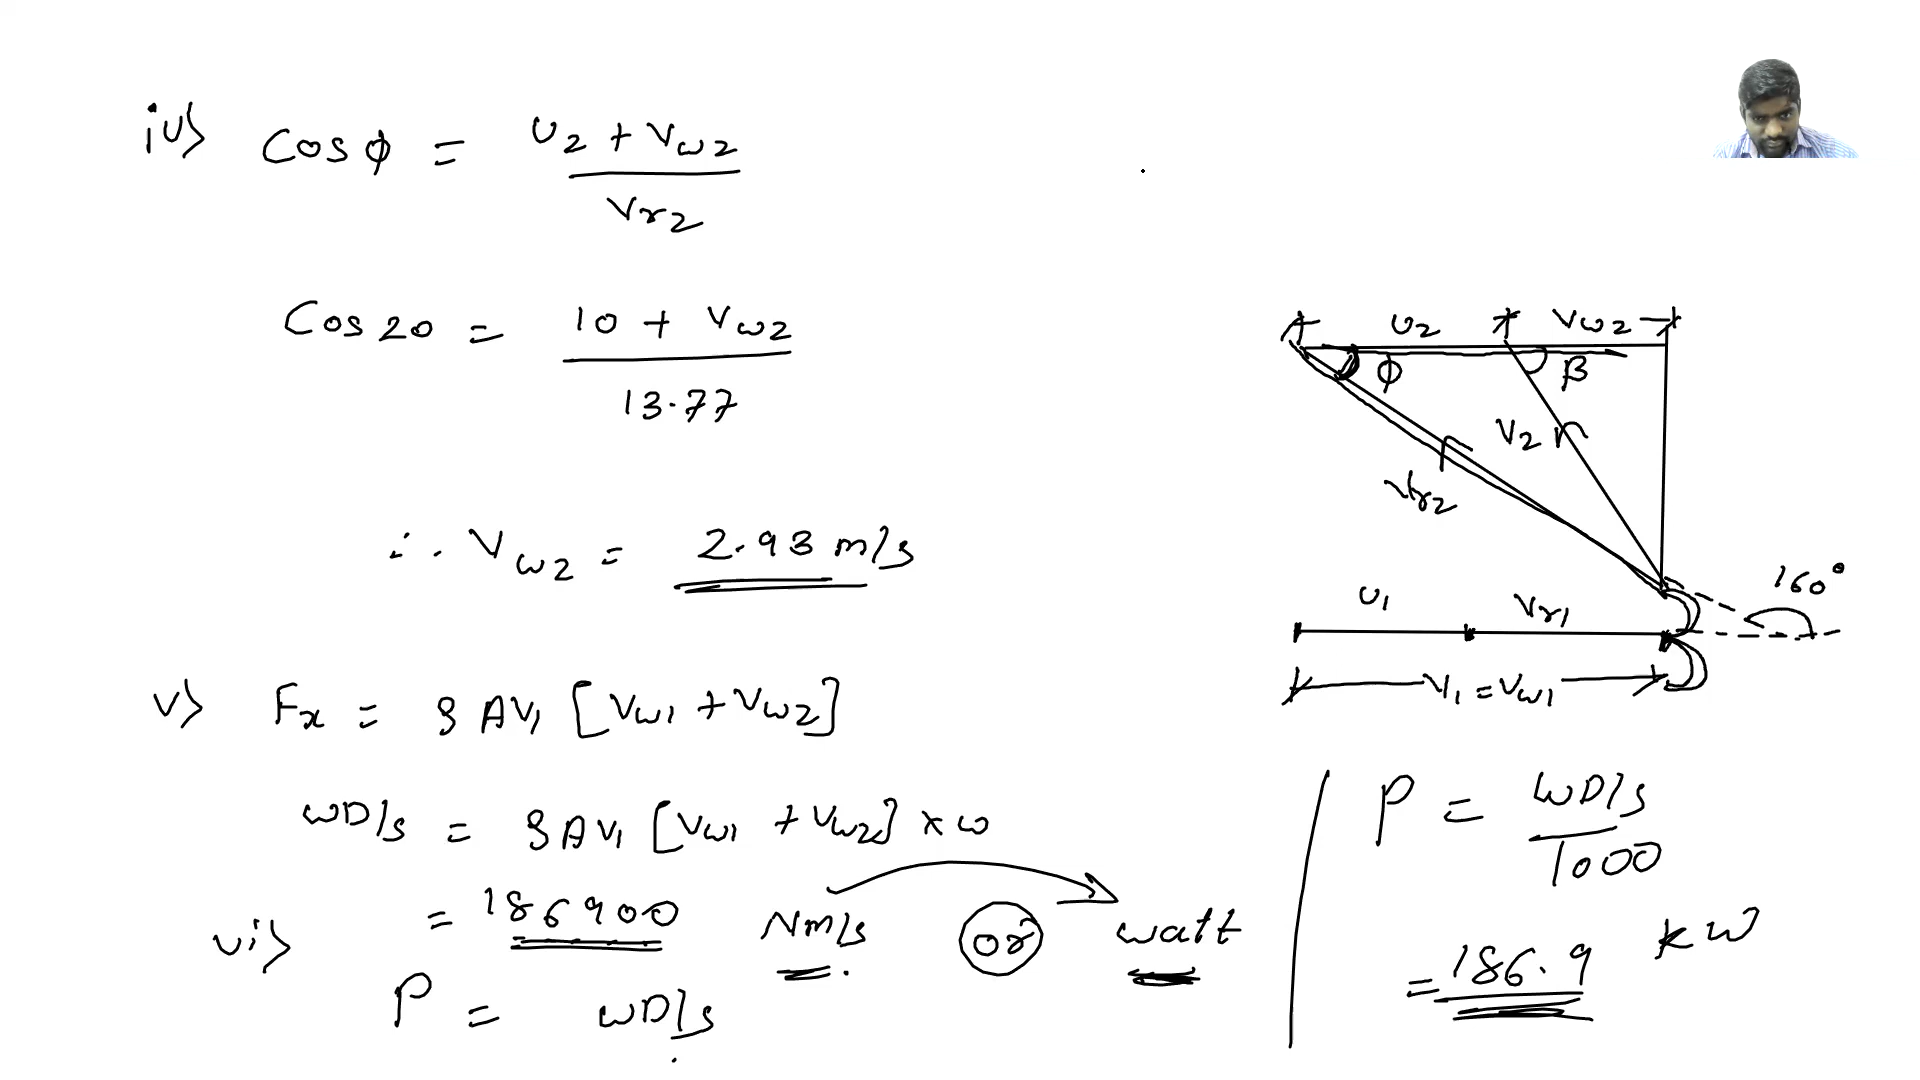 iv) Cosϕ = u2 + Vw2 / Vr2
Cos 20 = 10 + Vw2 / 13.77
∴ Vw2 = 2.93 m/s
v) Fx = ρAV1 [Vw1 + Vw2]
WD/s = ρAV1 [Vw1 + Vw2] × u
= 186900 Nm/s or watt
vi) P = WD/s
u2 Vw2
ϕ β
V2
Vr2
160°
u1 Vr1
V1 = Vw1
P = WD/s / 1000
= 186.9 kW